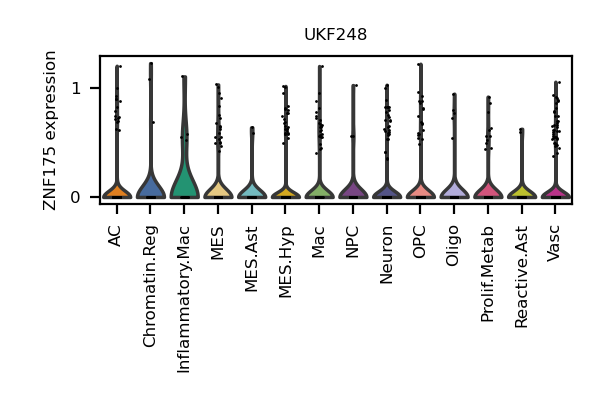 UKF248
ZNF175 expression
1
0
AC
Chromatin.Reg
Inflammatory.Mac
MES
MES.Ast
MES.Hyp
Mac
NPC
Neuron
OPC
Oligo
Prolif.Metab
Reactive.Ast
Vasc